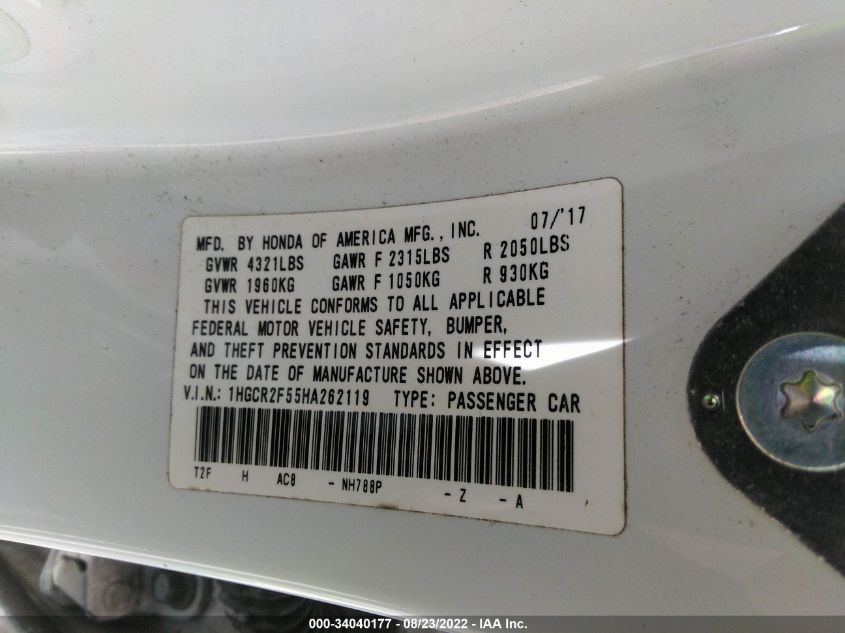 MFD. BY HONDA OF AMERICA MFG., INC. 07/'17
GVWR 4321LBS GAWR F 2315LBS R 2050LBS
GVWR 1960KG GAWR F 1050KG R 930KG
THIS VEHICLE CONFORMS TO ALL APPLICABLE
FEDERAL MOTOR VEHICLE SAFETY, BUMPER,
AND THEFT PREVENTION STANDARDS IN EFFECT
ON THE DATE OF MANUFACTURE SHOWN ABOVE.
V.I.N.: 1HGCR2F55HA262119 TYPE: PASSENGER CAR
T2F H AC0 - NH788P - Z - A
000-34040177 - 08/23/2022 - IAA Inc.